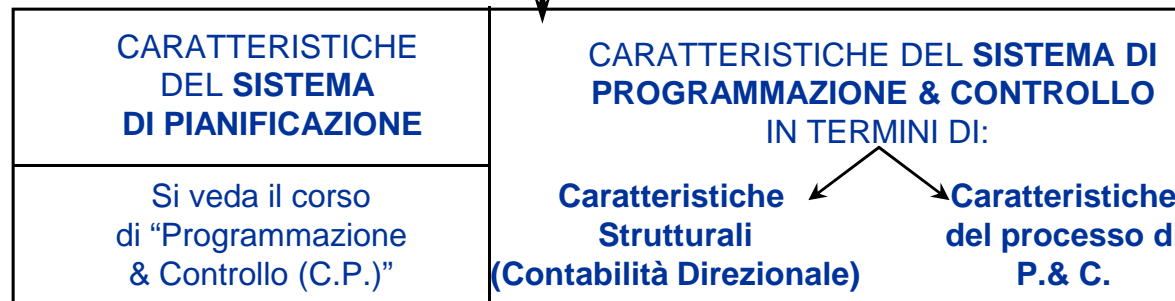 CARATTERISTICHE
DEL SISTEMA
DI PIANIFICAZIONE
Si veda il corso
di “Programmazione
& Controllo (C.P.)”
CARATTERISTICHE DEL SISTEMA DI
PROGRAMMAZIONE & CONTROLLO
IN TERMINI DI:
Caratteristiche
Strutturali
(Contabilità Direzionale)
Caratteristiche
del processo d
P.& C.